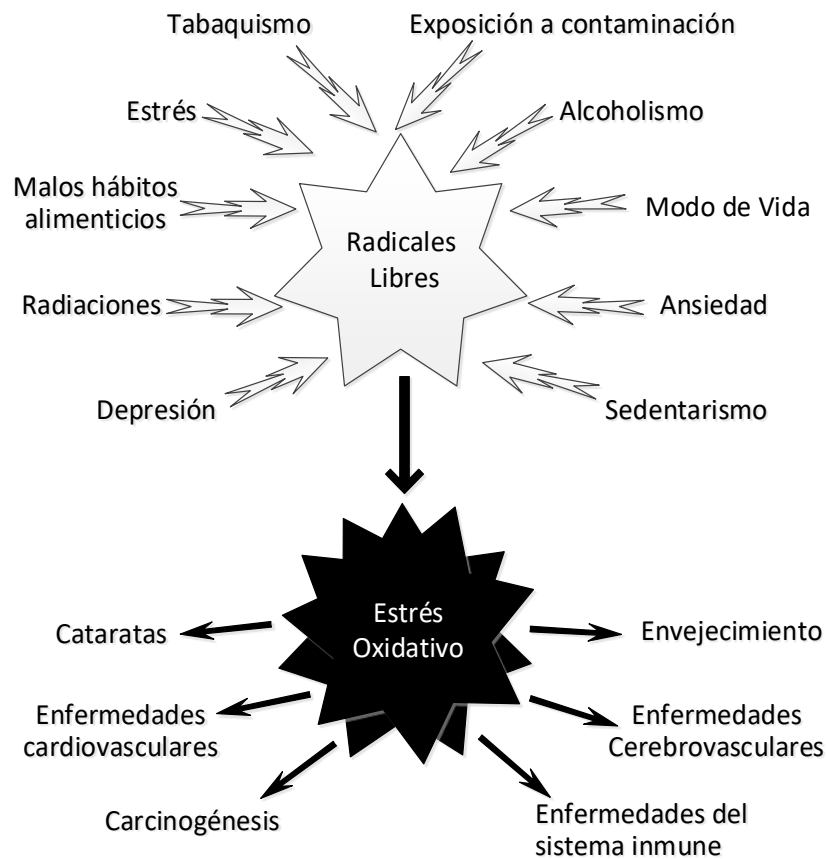 Tabaquismo
Exposición a contaminación
Estrés
Alcoholismo
Malos hábitos
alimenticios
Modo de Vida
Radicales
Libres
Radiaciones
Ansiedad
Depresión
Sedentarismo
Estrés
Oxidativo
Cataratas
Envejecimiento
Enfermedades
cardiovasculares
Enfermedades
Cerebrovasculares
Carcinogénesis
Enfermedades del
sistema inmune